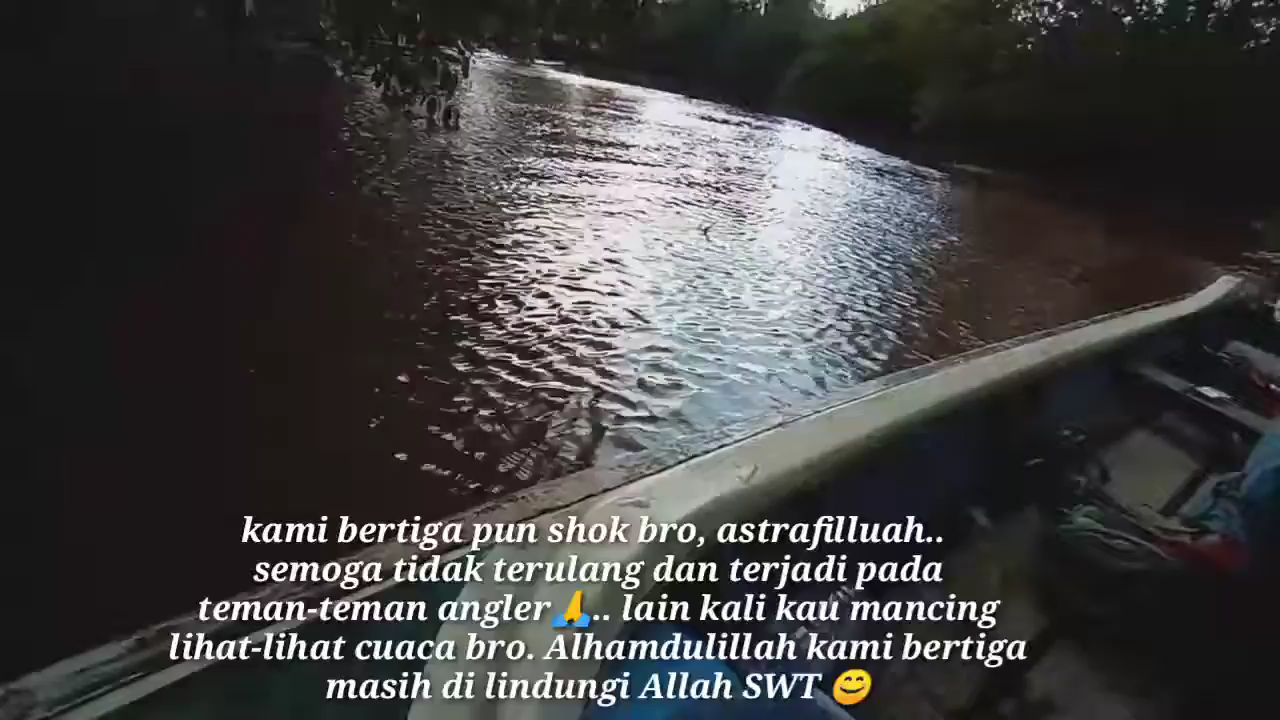 kami bertiga pun shok bro, astrafilluah..
semoga tidak terulang dan terjadi pada
teman-teman angler🙏.. lain kali kau mancing
lihat-lihat cuaca bro. Alhamdulillah kami bertiga
masih di lindungi Allah SWT 😊